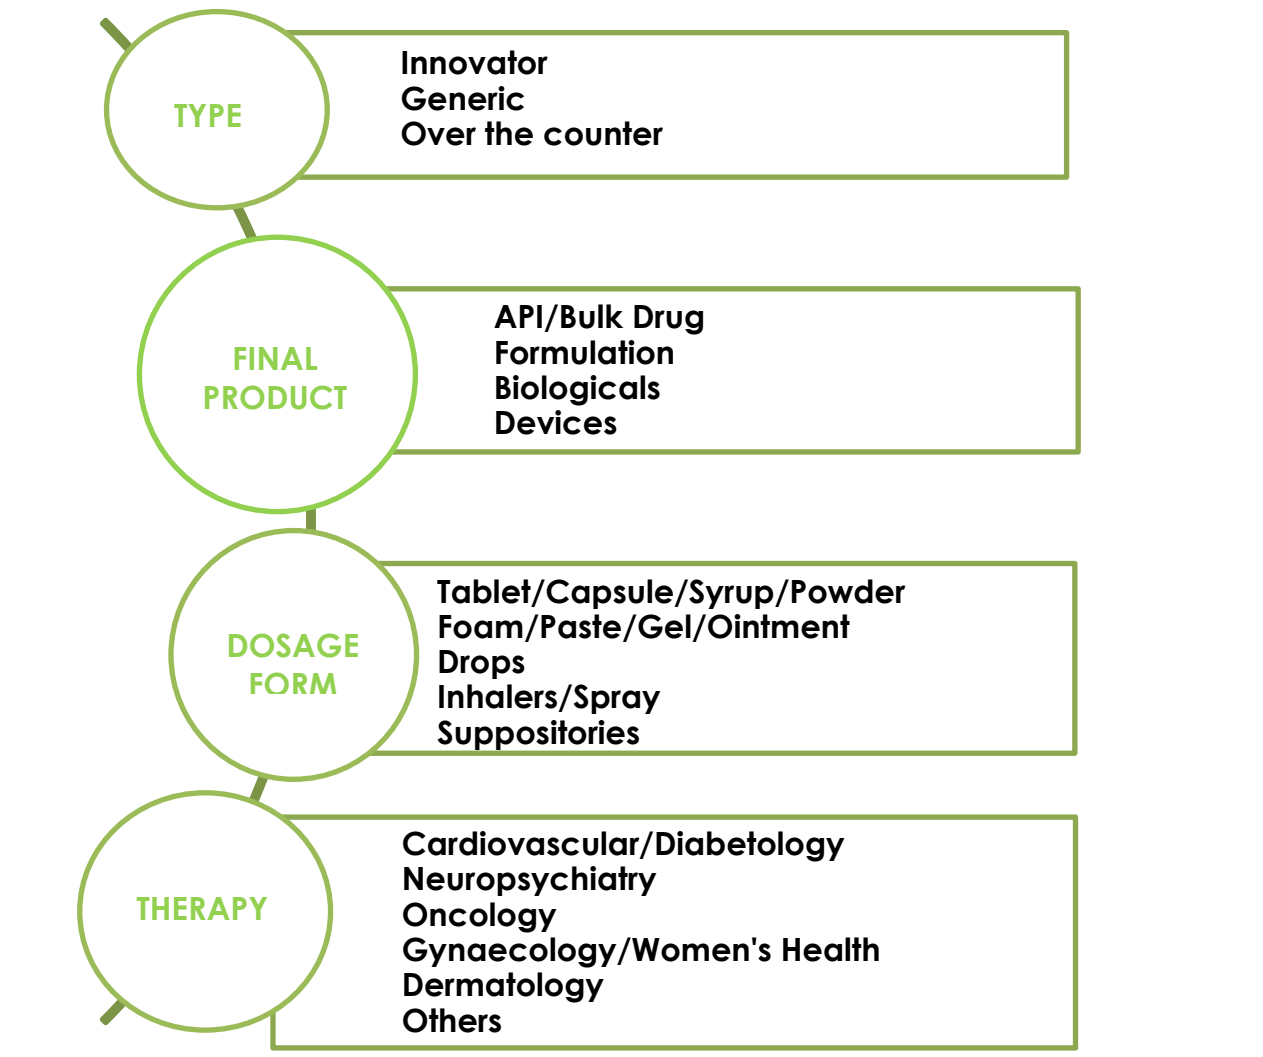 TYPE
Innovator
Generic
Over the counter
FINAL
PRODUCT
API/Bulk Drug
Formulation
Biologicals
Devices
DOSAGE
FORM
Tablet/Capsule/Syrup/Powder
Foam/Paste/Gel/Ointment
Drops
Inhalers/Spray
Suppositories
THERAPY
Cardiovascular/Diabetology
Neuropsychiatry
Oncology
Gynaecology/Women's Health
Dermatology
Others